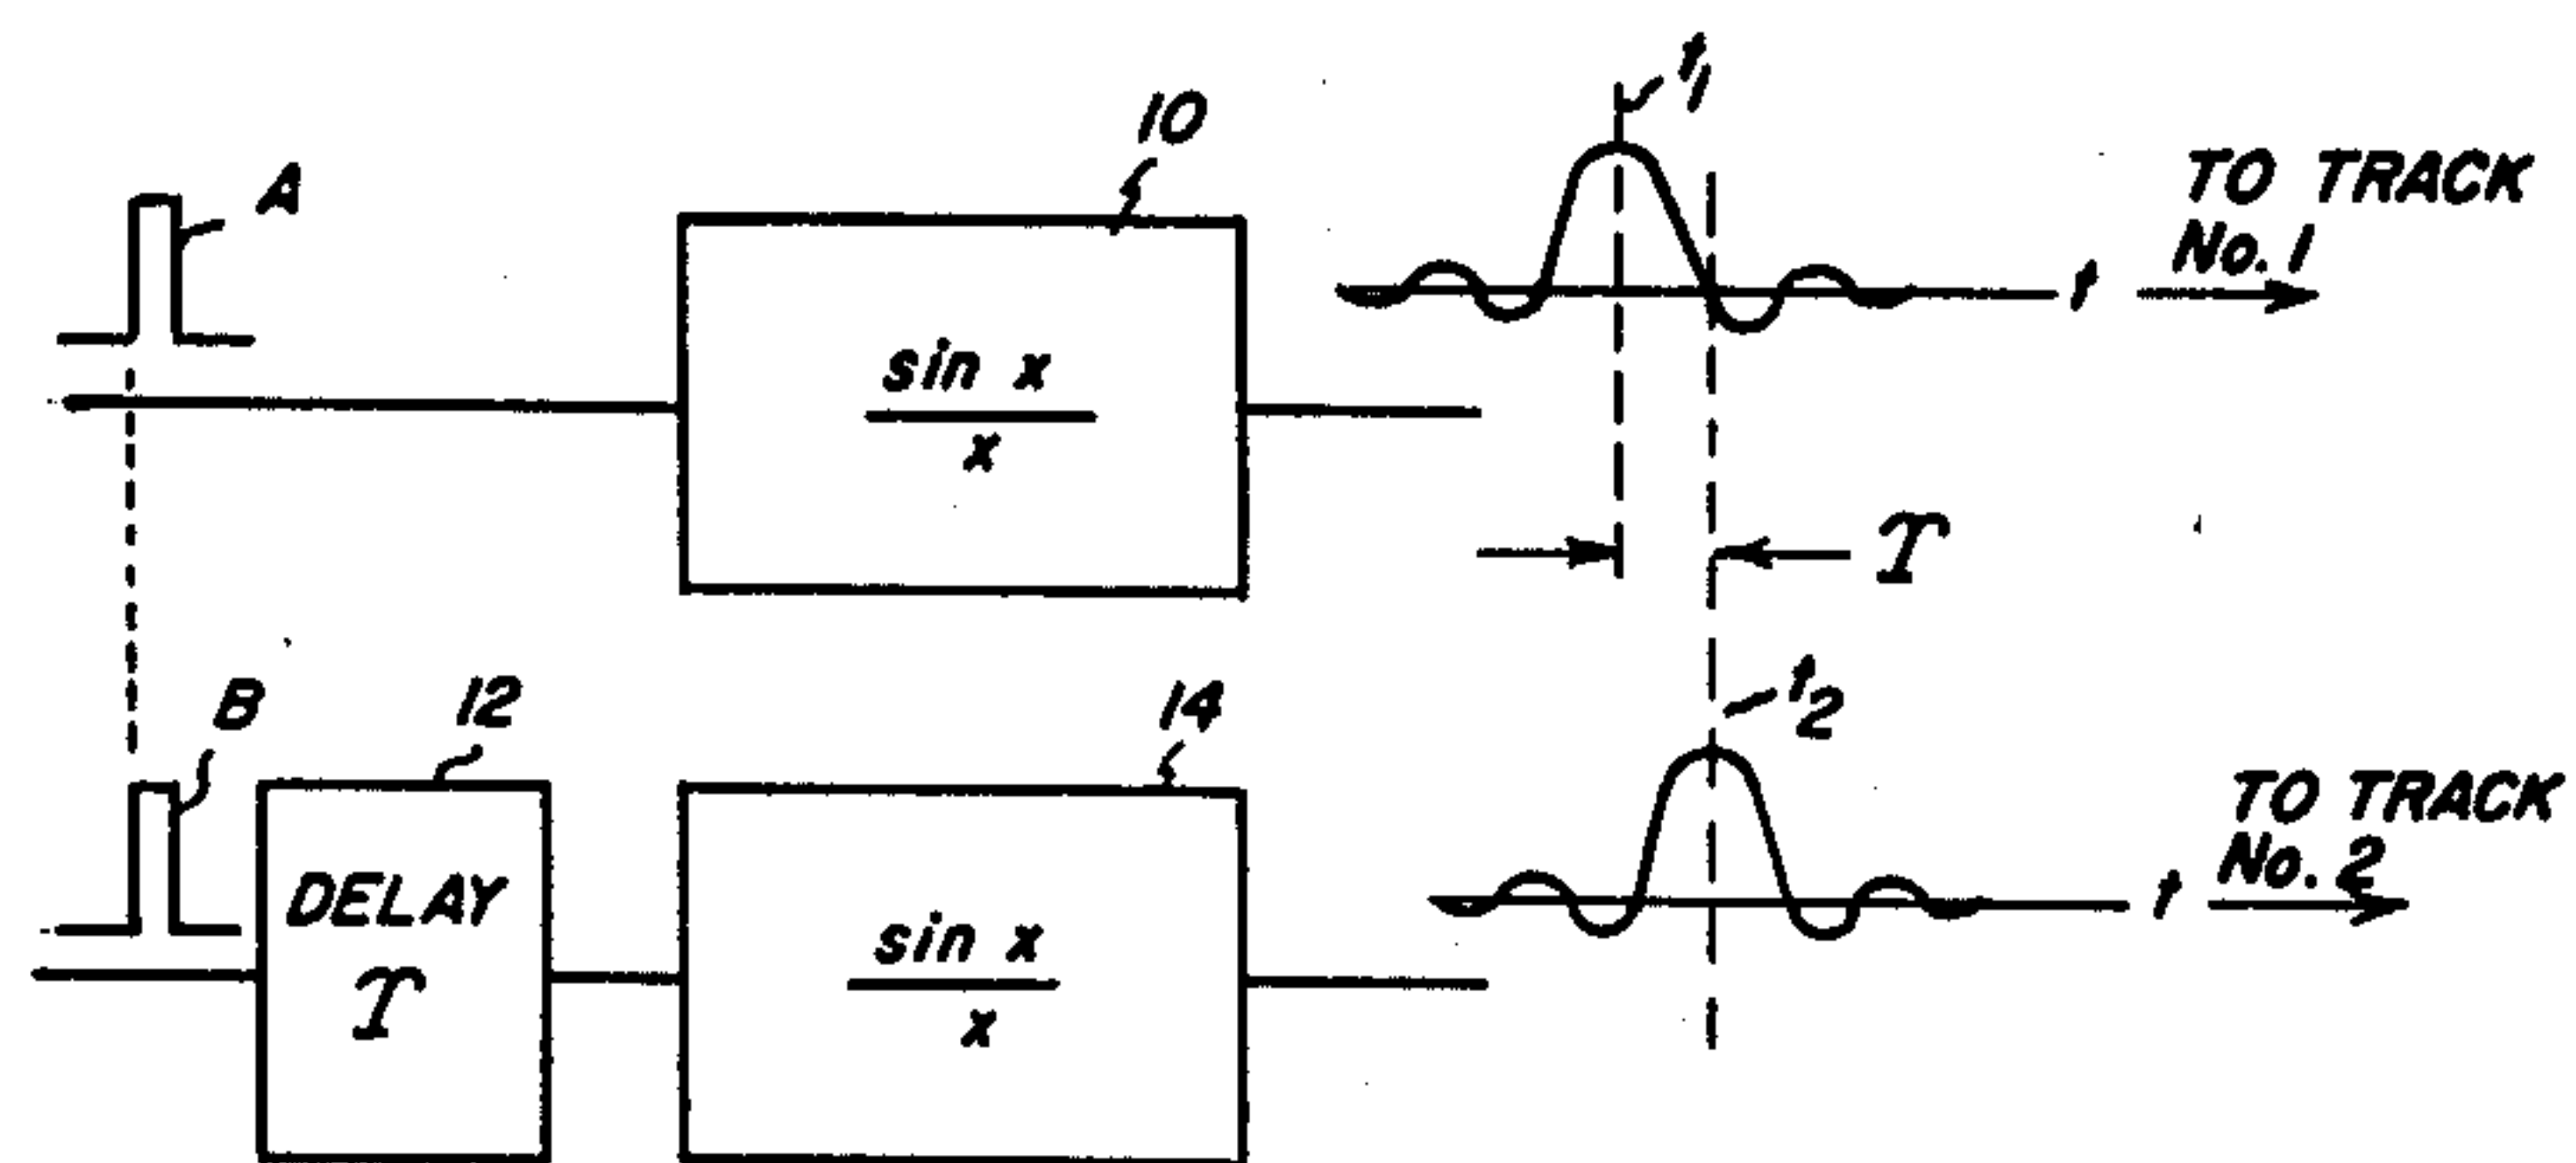 A
10
sin x
x
t1
t
TO TRACK
No. 1
τ
B
12
DELAY
τ
14
sin x
x
t2
t
TO TRACK
No. 2